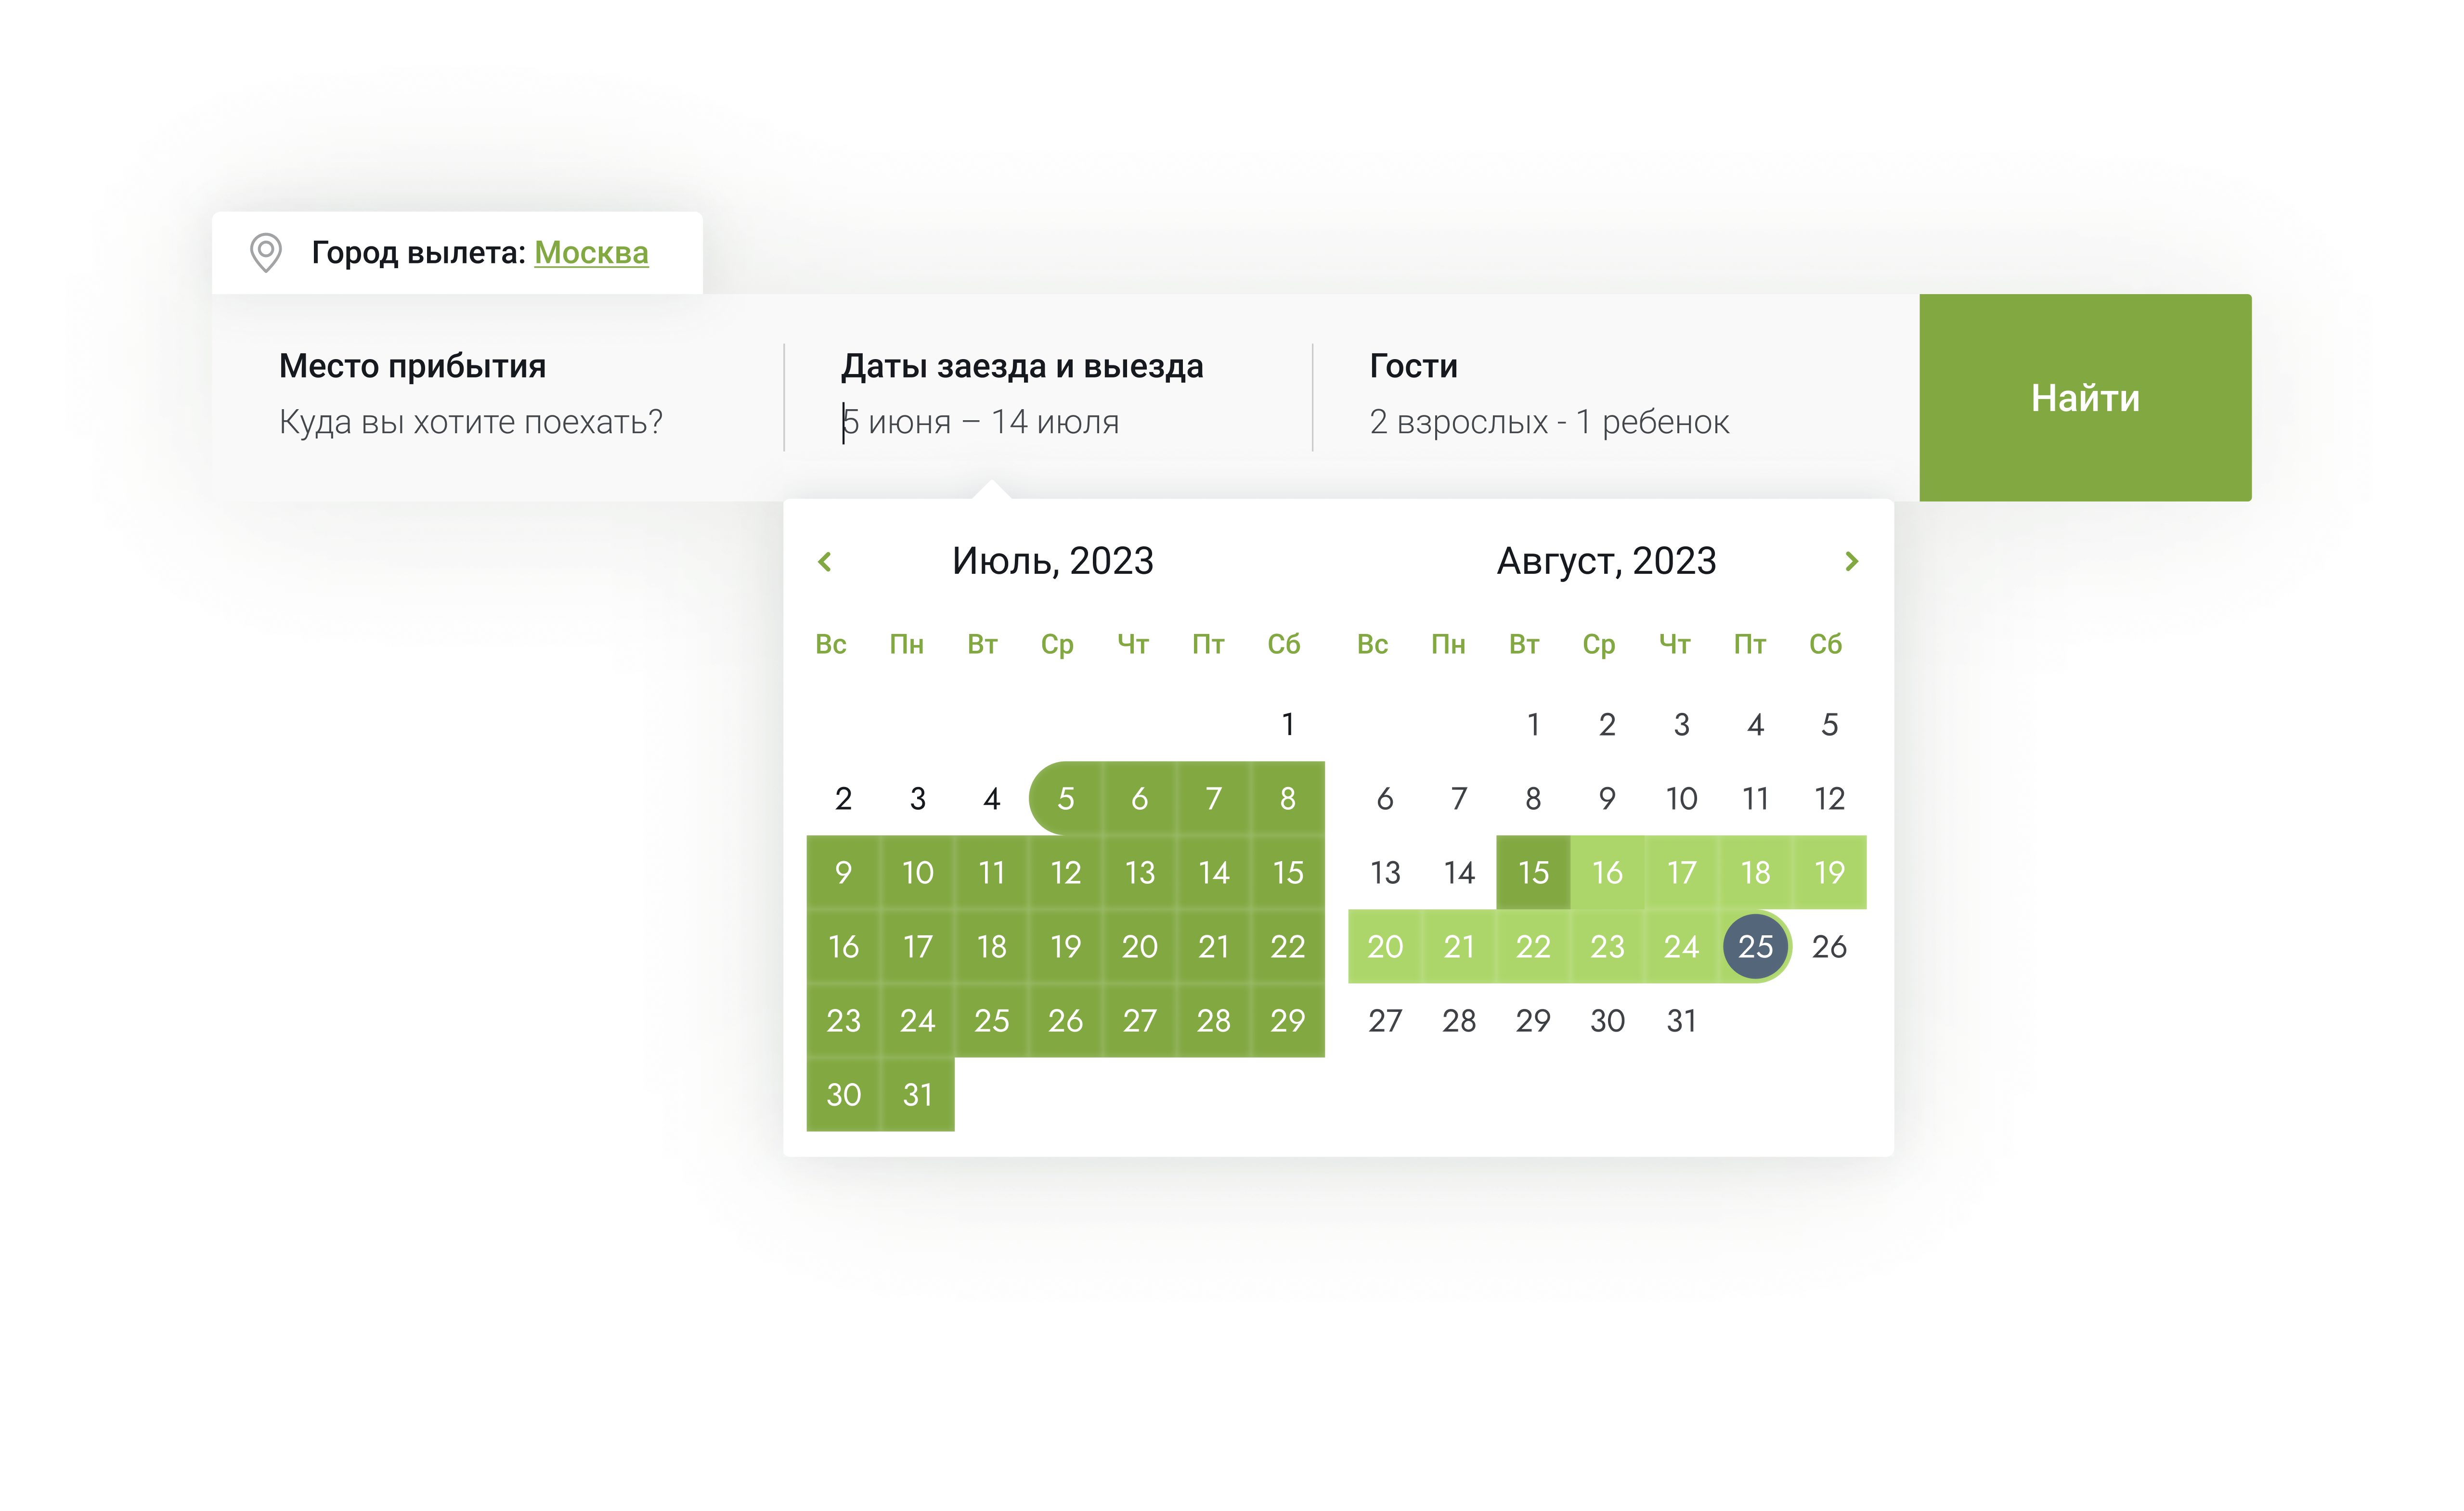 Город вылета: Москва
Место прибытия
Куда вы хотите поехать?
Даты заезда и выезда
5 июня – 14 июля
Гости
2 взрослых - 1 ребенок
Найти
Июль, 2023
Вс Пн Вт Ср Чт Пт Сб
1
2 3 4 5 6 7 8
9 10 11 12 13 14 15
16 17 18 19 20 21 22
23 24 25 26 27 28 29
30 31
Август, 2023
Вс Пн Вт Ср Чт Пт Сб
1 2 3 4 5
6 7 8 9 10 11 12
13 14 15 16 17 18 19
20 21 22 23 24 25 26
27 28 29 30 31